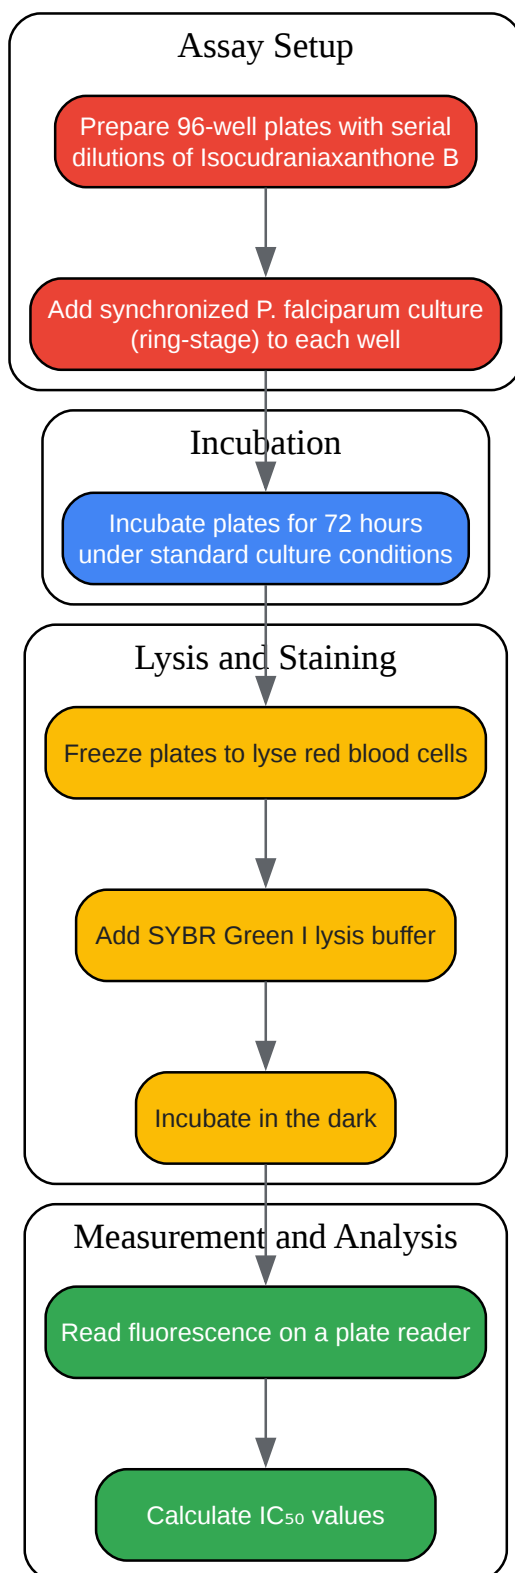 Assay Setup
Prepare 96-well plates with serial
dilutions of Isocudraniaxanthone B
Add synchronized P. falciparum culture
(ring-stage) to each well
Incubation
Incubate plates for 72 hours
under standard culture conditions
Lysis and Staining
Freeze plates to lyse red blood cells
Add SYBR Green I lysis buffer
Incubate in the dark
Measurement and Analysis
Read fluorescence on a plate reader
Calculate IC₅₀ values